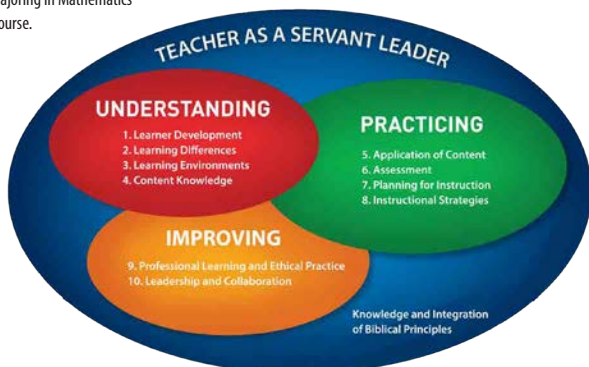 ajoring in Mathematics
ourse.
TEACHER AS A SERVANT LEADER
UNDERSTANDING
1. Learner Development
2. Learning Differences
3. Learning Environments
4. Content Knowledge
PRACTICING
5. Application of Content
6. Assessment
7. Planning for Instruction
8. Instructional Strategies
IMPROVING
9. Professional Learning and Ethical Practice
10. Leadership and Collaboration
Knowledge and Integration
of Biblical Principles